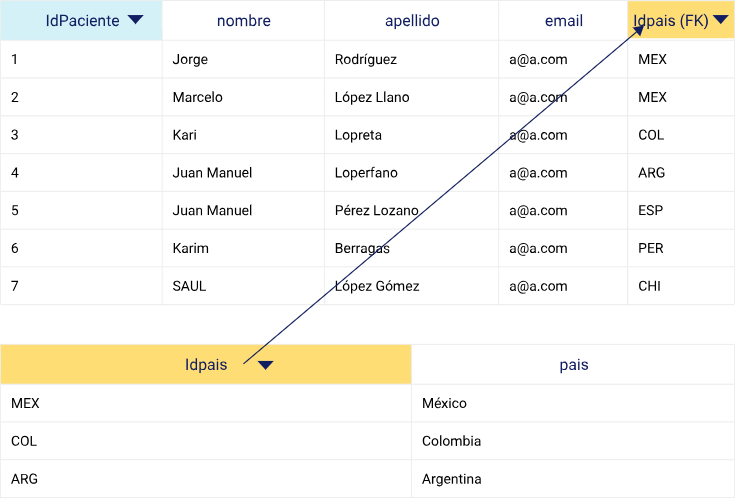 IdPaciente nombre apellido email Idpais (FK)
1 Jorge Rodríguez a@a.com MEX
2 Marcelo López Llano a@a.com MEX
3 Kari Lopreta a@a.com COL
4 Juan Manuel Loperfano a@a.com ARG
5 Juan Manuel Pérez Lozano a@a.com ESP
6 Karim Berragas a@a.com PER
7 SAUL López Gómez a@a.com CHI
Idpais pais
MEX México
COL Colombia
ARG Argentina